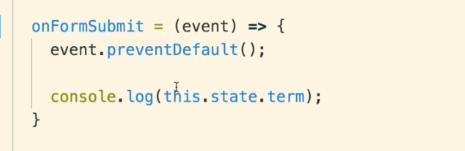 onFormSubmit = (event) => {
event.preventDefault();
console.log(this.state.term);
}